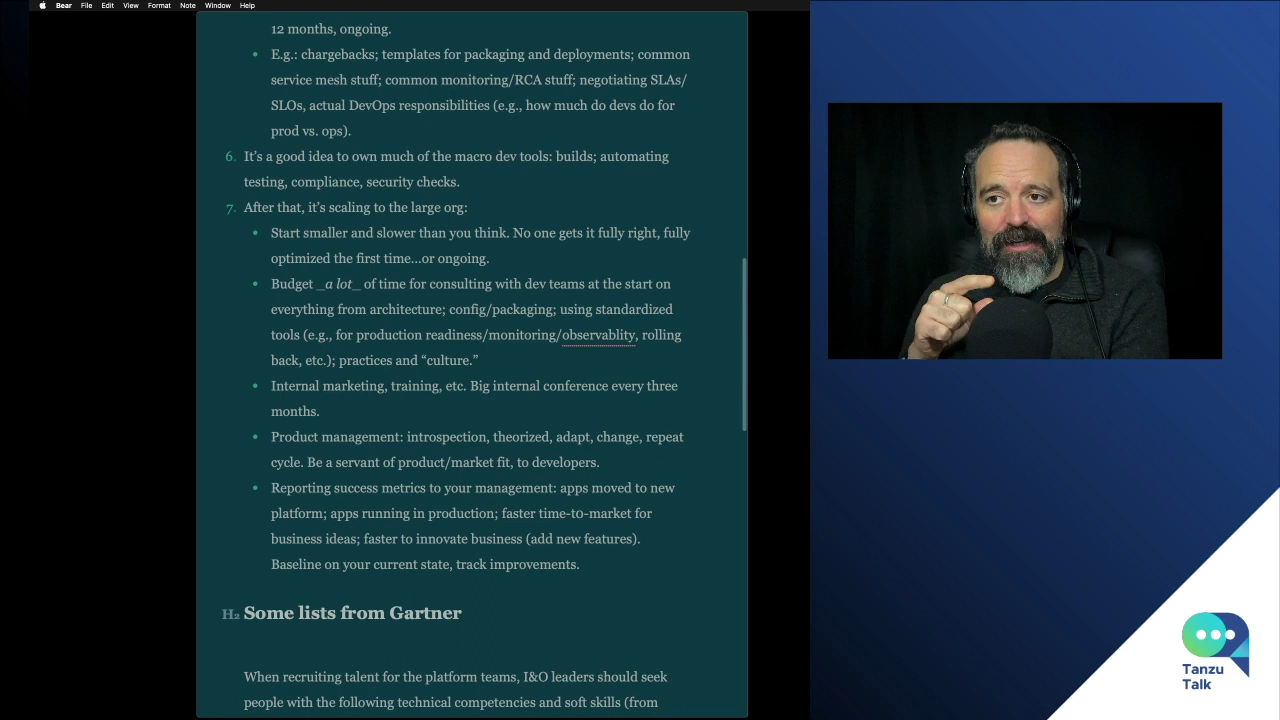 Bear File Edit View Format Note Window Help
12 months, ongoing.
• E.g.: chargebacks; templates for packaging and deployments; common
service mesh stuff; common monitoring/RCA stuff; negotiating SLAs/
SLOs, actual DevOps responsibilities (e.g., how much do devs do for
prod vs. ops).
6. It’s a good idea to own much of the macro dev tools: builds; automating
testing, compliance, security checks.
7. After that, it’s scaling to the large org:
• Start smaller and slower than you think. No one gets it fully right, fully
optimized the first time…or ongoing.
• Budget _a lot_ of time for consulting with dev teams at the start on
everything from architecture; config/packaging; using standardized
tools (e.g., for production readiness/monitoring/observablity, rolling
back, etc.); practices and “culture.”
• Internal marketing, training, etc. Big internal conference every three
months.
• Product management: introspection, theorized, adapt, change, repeat
cycle. Be a servant of product/market fit, to developers.
• Reporting success metrics to your management: apps moved to new
platform; apps running in production; faster time-to-market for
business ideas; faster to innovate business (add new features).
Baseline on your current state, track improvements.
H2 Some lists from Gartner
When recruiting talent for the platform teams, I&O leaders should seek
people with the following technical competencies and soft skills (from
Tanzu
Talk